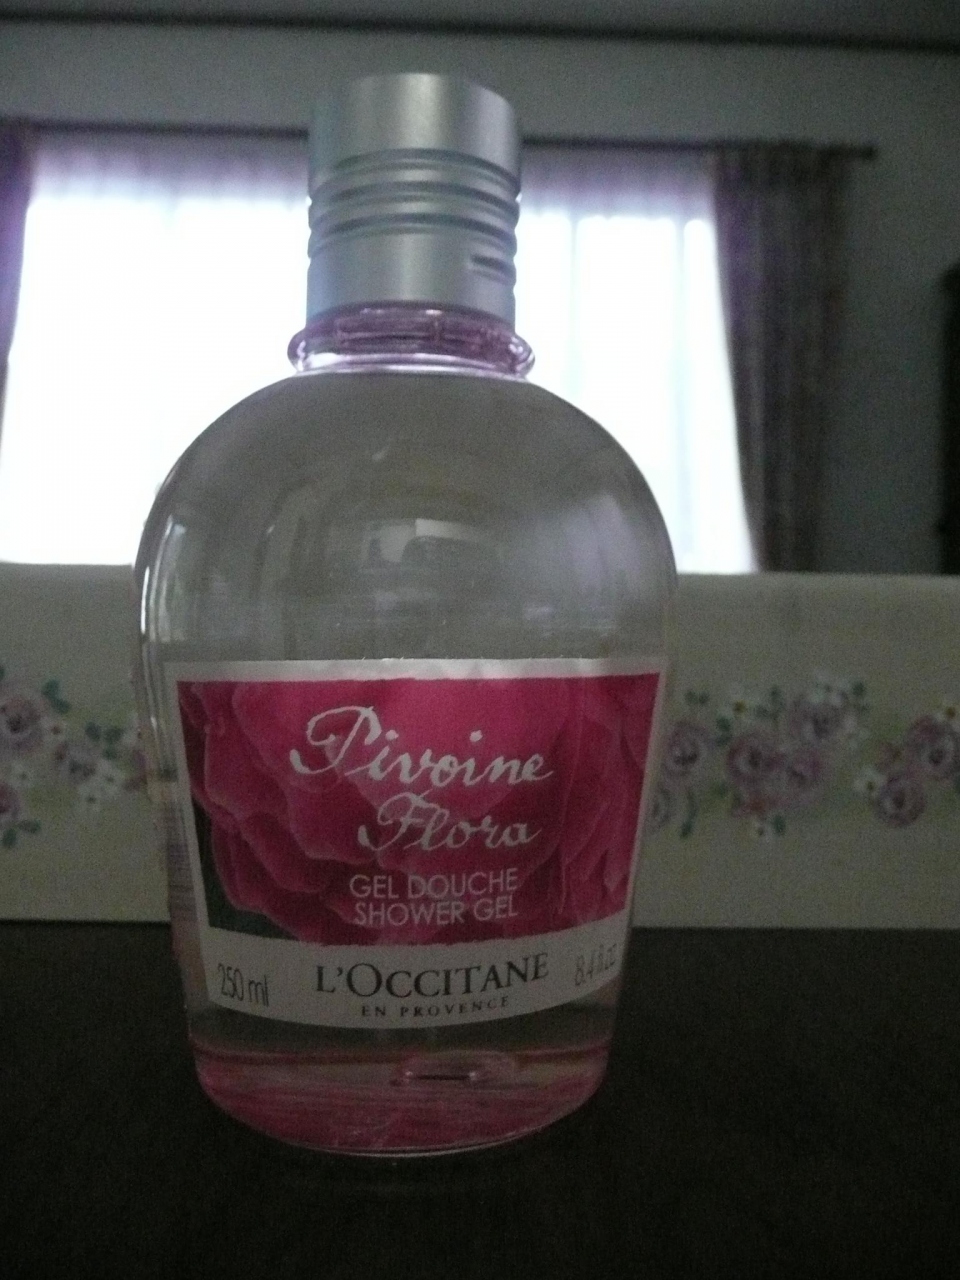 Pivoine
Flora
GEL DOUCHE
SHOWER GEL
250 ml L'OCCITANE 8.4 fl.oz
EN PROVENCE